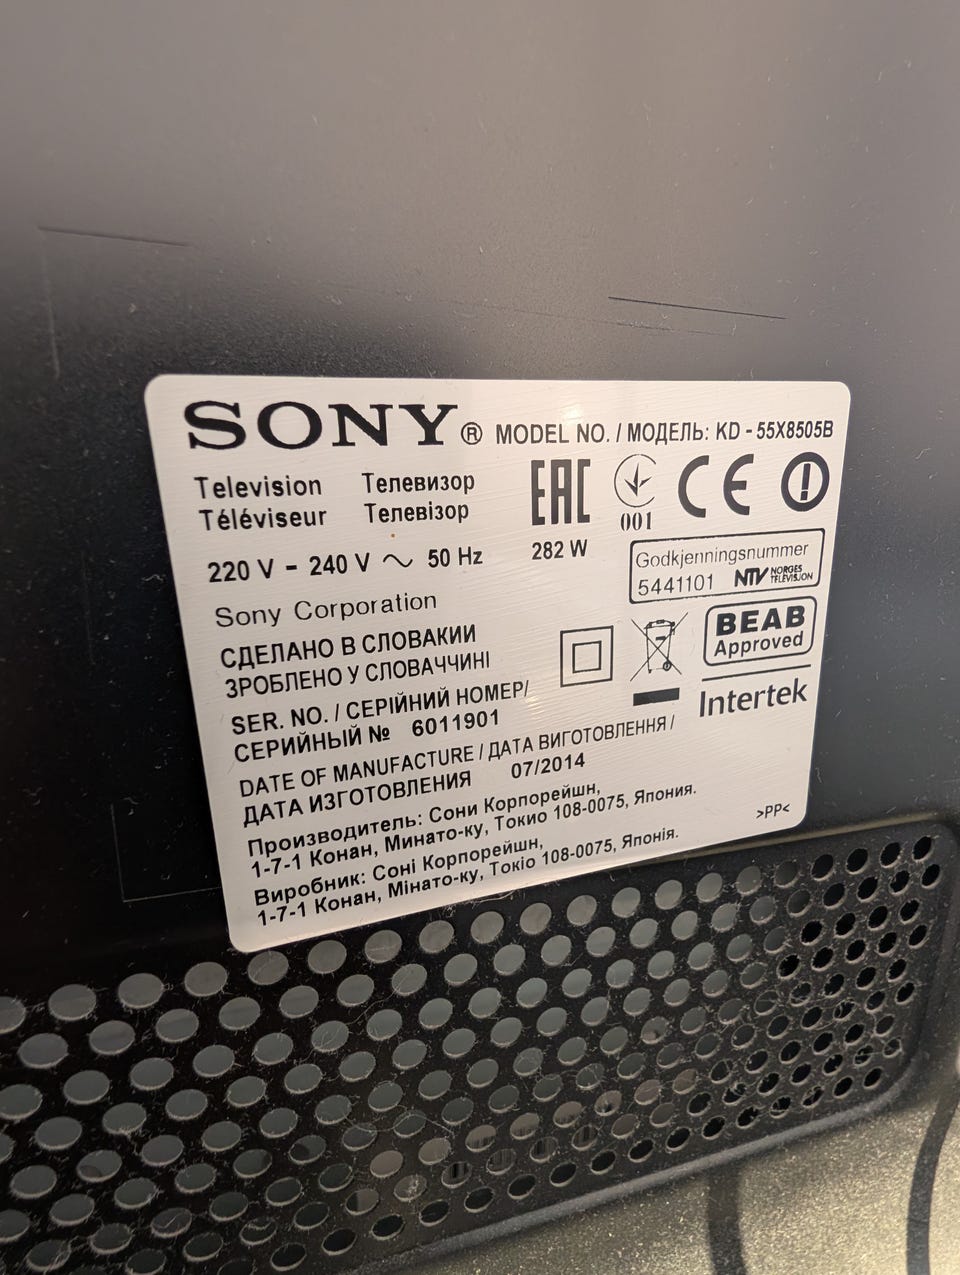 SONY ® MODEL NO. / МОДЕЛЬ: KD - 55X8505B
Television Телевизор
Téléviseur Телевізор
EAC
001
CE
220 V - 240 V ~ 50 Hz 282 W
Godkjenningsnummer
5441101 NTV NORGES TELEVISJON
Sony Corporation
BEAB
Approved
Intertek
СДЕЛАНО В СЛОВАКИИ
ЗРОБЛЕНО У СЛОВАЧЧИНІ
SER. NO. / СЕРІЙНИЙ НОМЕР/
СЕРИЙНЫЙ № 6011901
DATE OF MANUFACTURE / ДАТА ВИГОТОВЛЕННЯ /
ДАТА ИЗГОТОВЛЕНИЯ 07/2014
Производитель: Сони Корпорейшн,
1-7-1 Конан, Минато-ку, Токио 108-0075, Япония.
Виробник: Соні Корпорейшн,
1-7-1 Конан, Мінато-ку, Токіо 108-0075, Японія.
>PP<